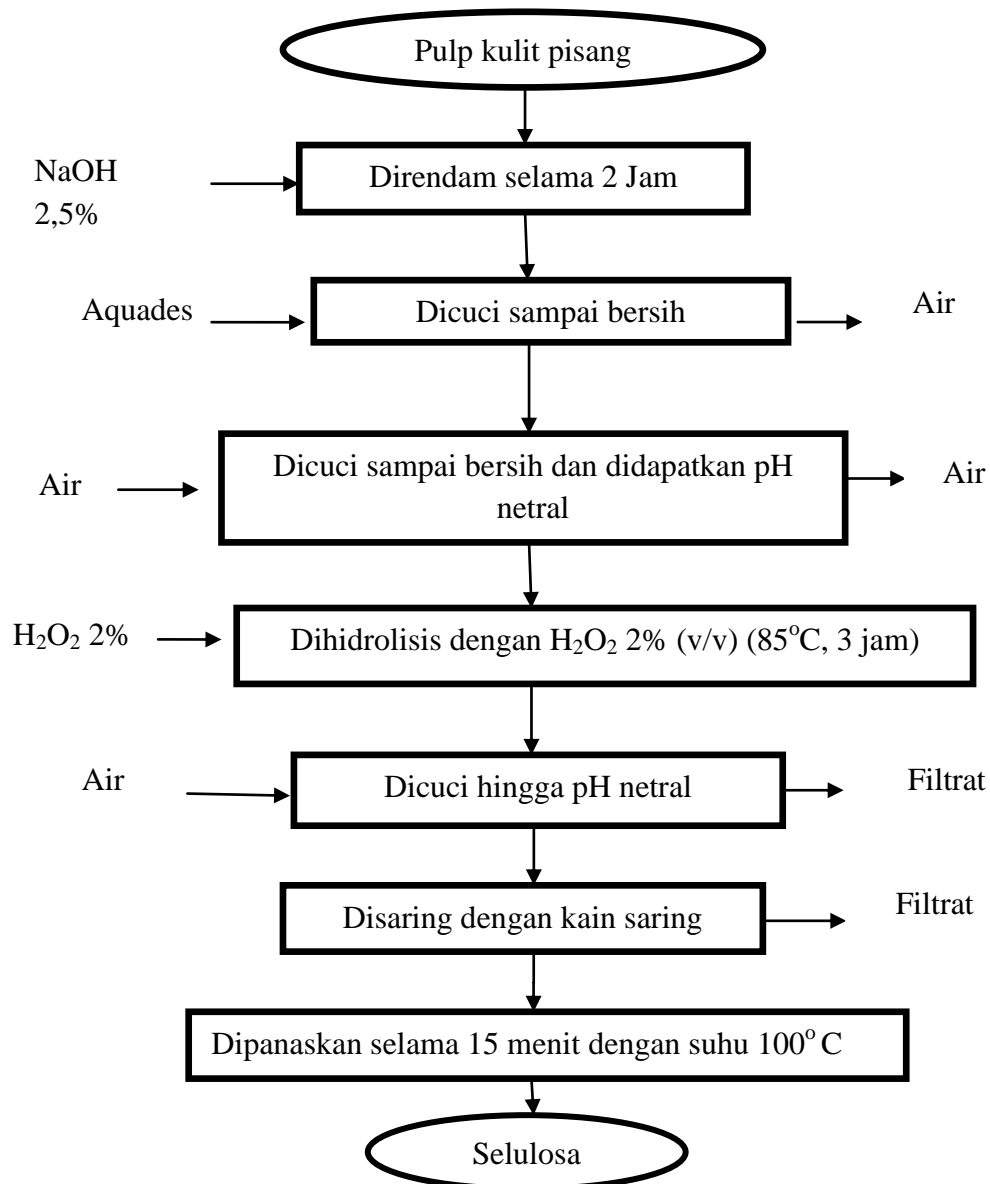 Pulp kulit pisang
NaOH
2,5%
Direndam selama 2 Jam
Aquades
Dicuci sampai bersih
Air
Air
Dicuci sampai bersih dan didapatkan pH
netral
Air
H₂O₂ 2%
Dihidrolisis dengan H₂O₂ 2% (v/v) (85°C, 3 jam)
Air
Dicuci hingga pH netral
Filtrat
Disaring dengan kain saring
Filtrat
Dipanaskan selama 15 menit dengan suhu 100° C
Selulosa